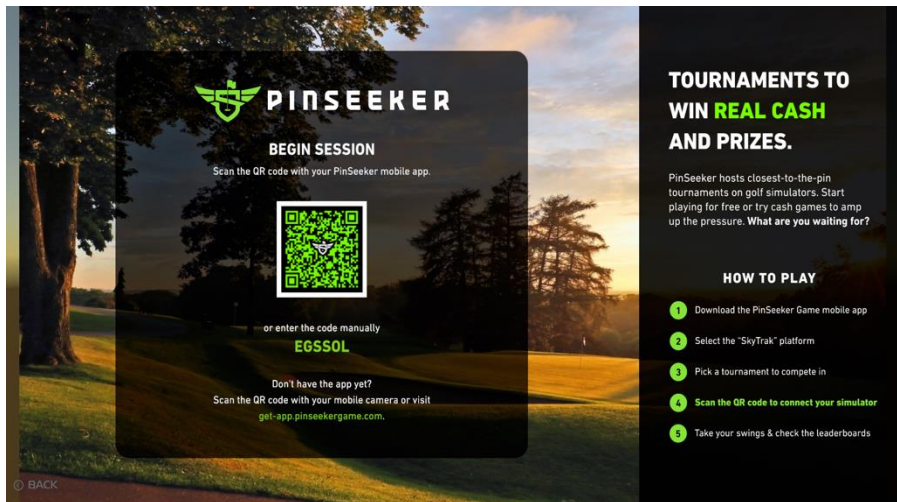 PINSEEKER
BEGIN SESSION
Scan the QR code with your PinSeeker mobile app.
or enter the code manually
EGSSOL
Don't have the app yet?
Scan the QR code with your mobile camera or visit
get-app.pinseekergame.com.
BACK
TOURNAMENTS TO
WIN REAL CASH
AND PRIZES.
PinSeeker hosts closest-to-the-pin
tournaments on golf simulators. Start
playing for free or try cash games to amp
up the pressure. What are you waiting for?
HOW TO PLAY
1 Download the PinSeeker Game mobile app
2 Select the "SkyTrak" platform
3 Pick a tournament to compete in
4 Scan the QR code to connect your simulator
5 Take your swings & check the leaderboards